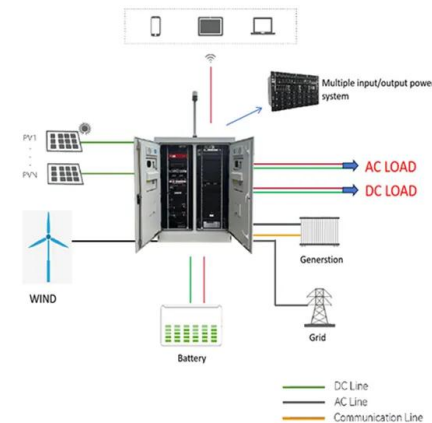 Multiple input/output power
system
PV1
PVN
AC LOAD
DC LOAD
WIND
Generstion
Grid
Battery
DC Line
AC Line
Communication Line